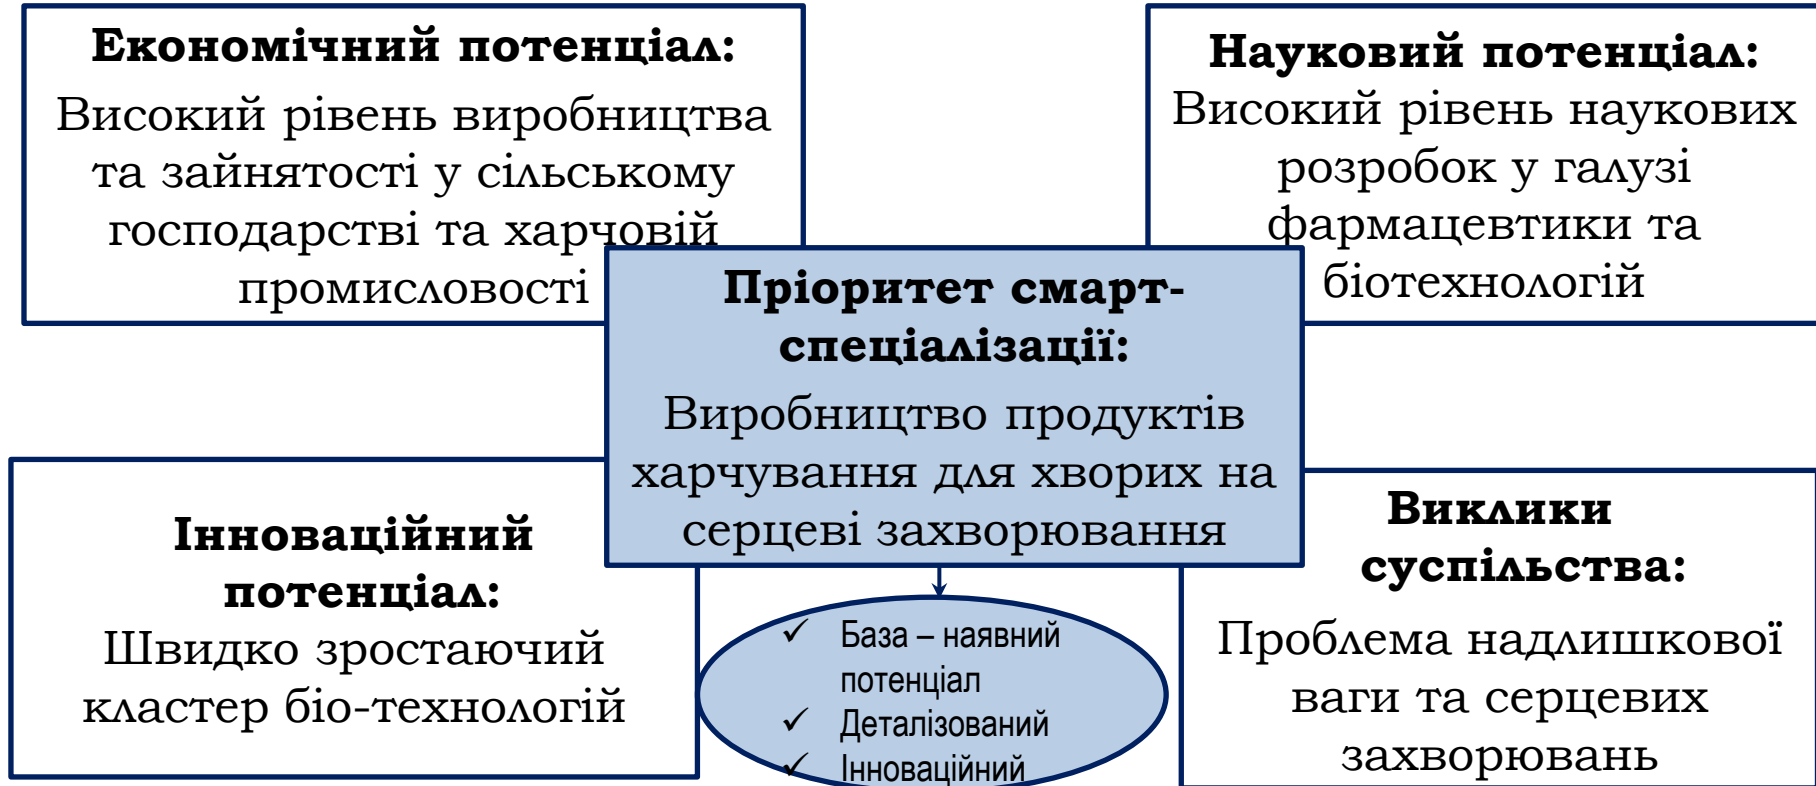 Економічний потенціал:
Високий рівень виробництва
та зайнятості у сільському
господарстві та харчовій
промисловості
Науковий потенціал:
Високий рівень наукових
розробок у галузі
фармацевтики та
біотехнологій
Пріоритет смарт-
спеціалізації:
Виробництво продуктів
харчування для хворих на
серцеві захворювання
Інноваційний
потенціал:
Швидко зростаючий
кластер біо-технологій
✓ База – наявний
потенціал
✓ Деталізований
✓ Інноваційний
Виклики
суспільства:
Проблема надлишкової
ваги та серцевих
захворювань